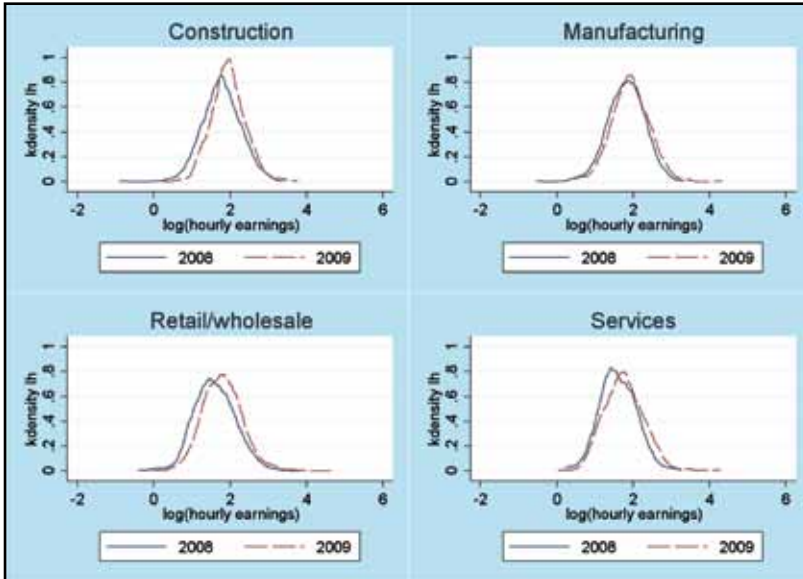 Construction
kdensity lh
0 .2 .4 .6 .8 1
-2 0 2 4 6
log(hourly earnings)
2008 2009
Manufacturing
kdensity lh
0 .2 .4 .6 .8 1
-2 0 2 4 6
log(hourly earnings)
2008 2009
Retail/wholesale
kdensity lh
0 .2 .4 .6 .8 1
-2 0 2 4 6
log(hourly earnings)
2008 2009
Services
kdensity lh
0 .2 .4 .6 .8 1
-2 0 2 4 6
log(hourly earnings)
2008 2009